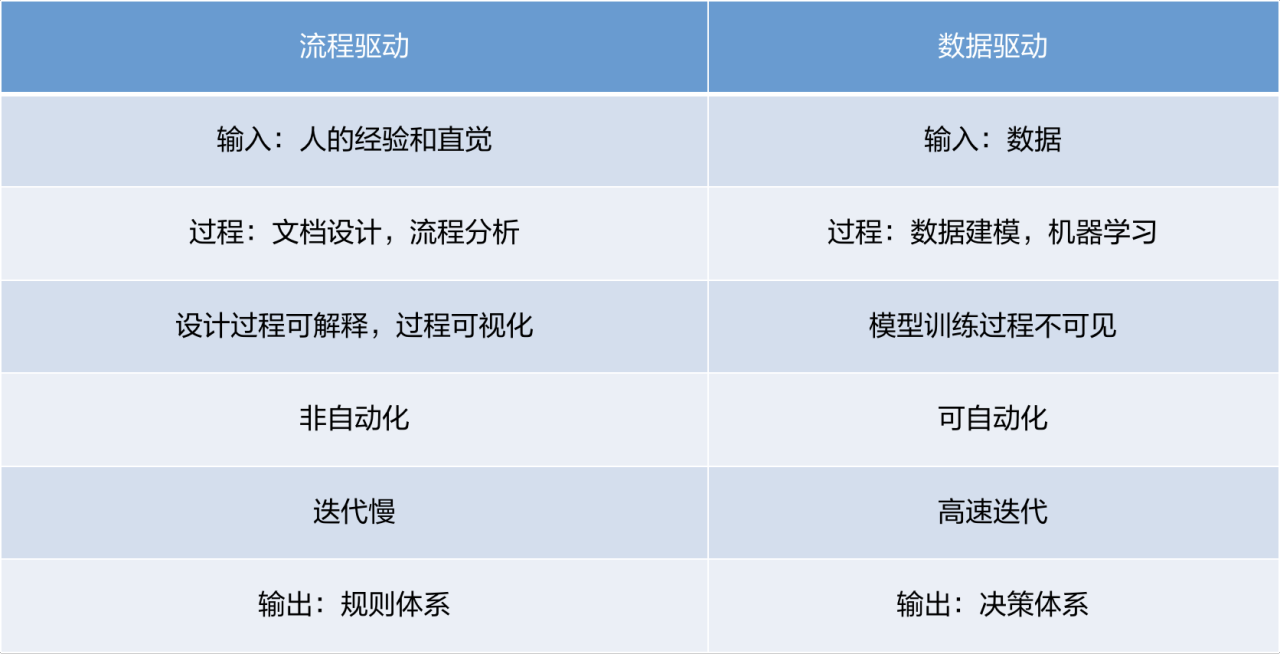 流程驱动
数据驱动
输入：人的经验和直觉
输入：数据
过程：文档设计，流程分析
过程：数据建模，机器学习
设计过程可解释，过程可视化
模型训练过程不可见
非自动化
可自动化
迭代慢
高速迭代
输出：规则体系
输出：决策体系